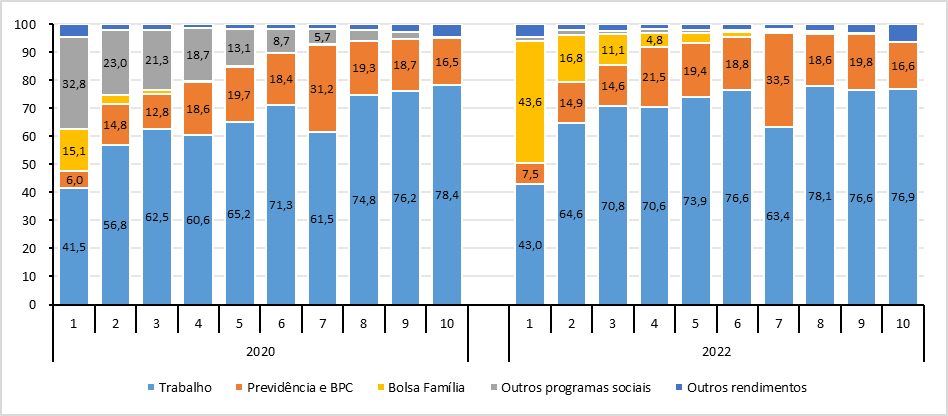 100
90
80
70
60
50
40
30
20
10
0
32,8 23,0 21,3 18,7 13,1 8,7 5,7
15,1
6,0 14,8 12,8 18,6 19,7 18,4 31,2 19,3 18,7 16,5
41,5 56,8 62,5 60,6 65,2 71,3 61,5 74,8 76,2 78,4
43,6 16,8 11,1 4,8
7,5 14,9 14,6 21,5 19,4 18,8 33,5 18,6 19,8 16,6
43,0 64,6 70,8 70,6 73,9 76,6 63,4 78,1 76,6 76,9
1 2 3 4 5 6 7 8 9 10 1 2 3 4 5 6 7 8 9 10
2020 2022
Trabalho Previdência e BPC Bolsa Família Outros programas sociais Outros rendimentos